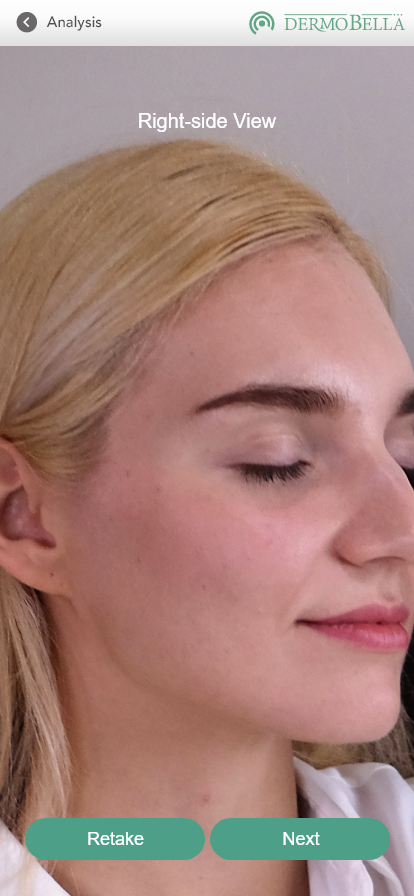 Analysis
DERMOBELLA
Right-side View
Retake
Next